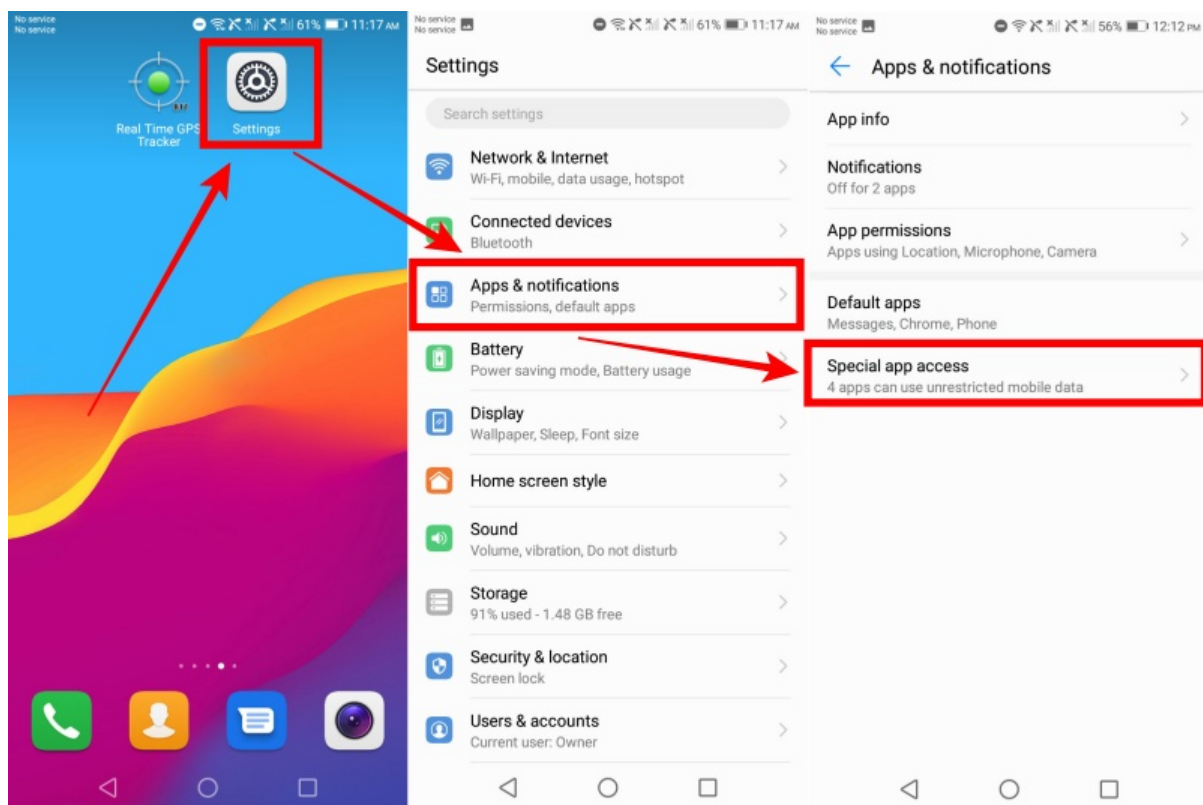 No service
No service
61%
11:17 AM
Real Time GPS
Tracker
Settings
No service
No service
61%
11:17 AM
Settings
Search settings
Network & Internet
Wi-Fi, mobile, data usage, hotspot
Connected devices
Bluetooth
Apps & notifications
Permissions, default apps
Battery
Power saving mode, Battery usage
Display
Wallpaper, Sleep, Font size
Home screen style
Sound
Volume, vibration, Do not disturb
Storage
91% used - 1.48 GB free
Security & location
Screen lock
Users & accounts
Current user: Owner
No service
No service
56%
12:12 PM
Apps & notifications
App info
Notifications
Off for 2 apps
App permissions
Apps using Location, Microphone, Camera
Default apps
Messages, Chrome, Phone
Special app access
4 apps can use unrestricted mobile data